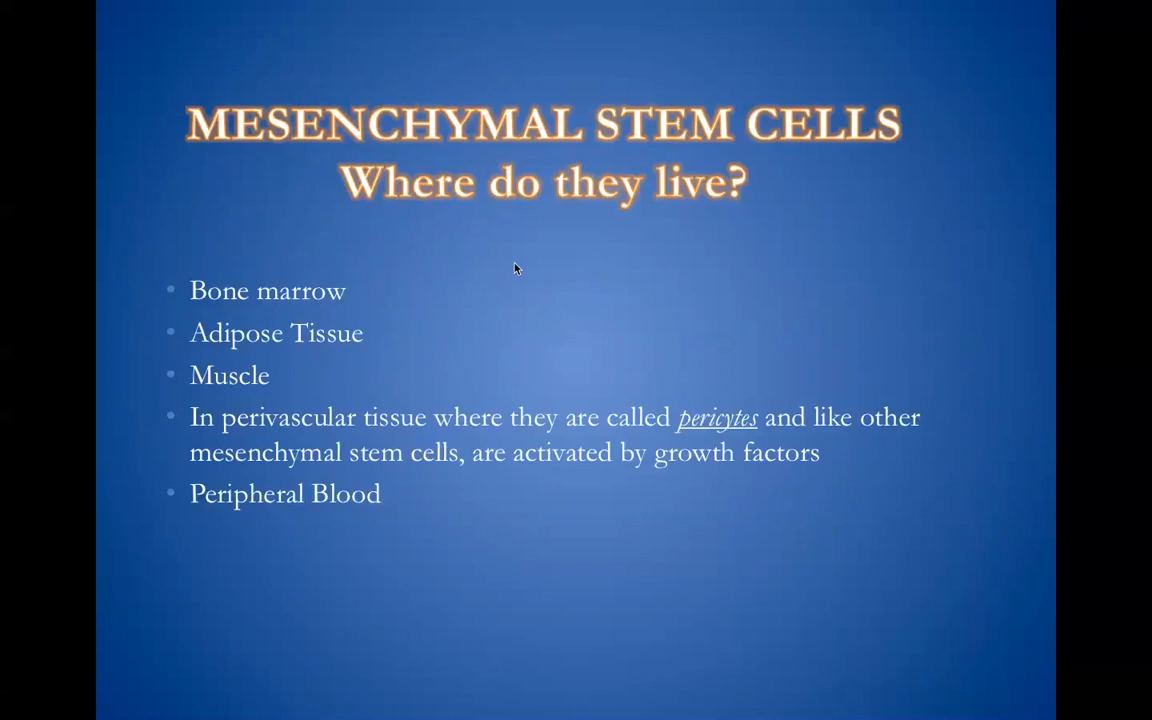 MESENCHYMAL STEM CELLS
Where do they live?
• Bone marrow
• Adipose Tissue
• Muscle
• In perivascular tissue where they are called pericytes and like other
mesenchymal stem cells, are activated by growth factors
• Peripheral Blood